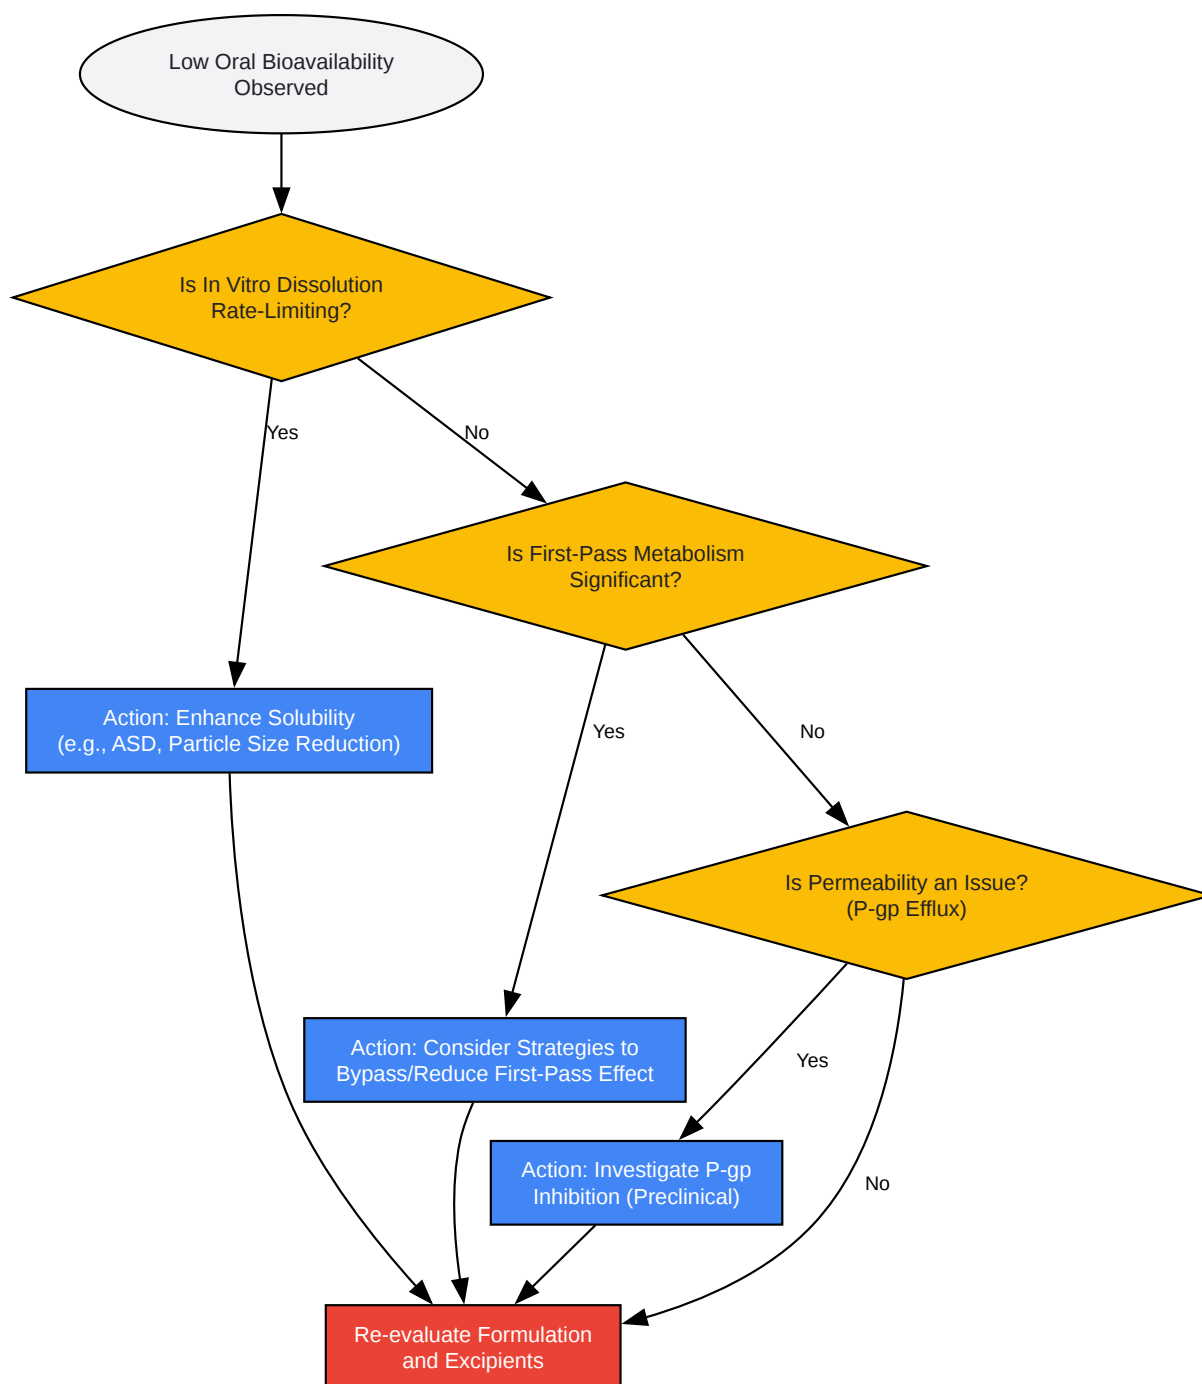 Low Oral Bioavailability
Observed
Is In Vitro Dissolution
Rate-Limiting?
Yes
No
Is First-Pass Metabolism
Significant?
Action: Enhance Solubility
(e.g., ASD, Particle Size Reduction)
Yes
No
Is Permeability an Issue?
(P-gp Efflux)
Action: Consider Strategies to
Bypass/Reduce First-Pass Effect
Yes
Action: Investigate P-gp
Inhibition (Preclinical)
No
Re-evaluate Formulation
and Excipients